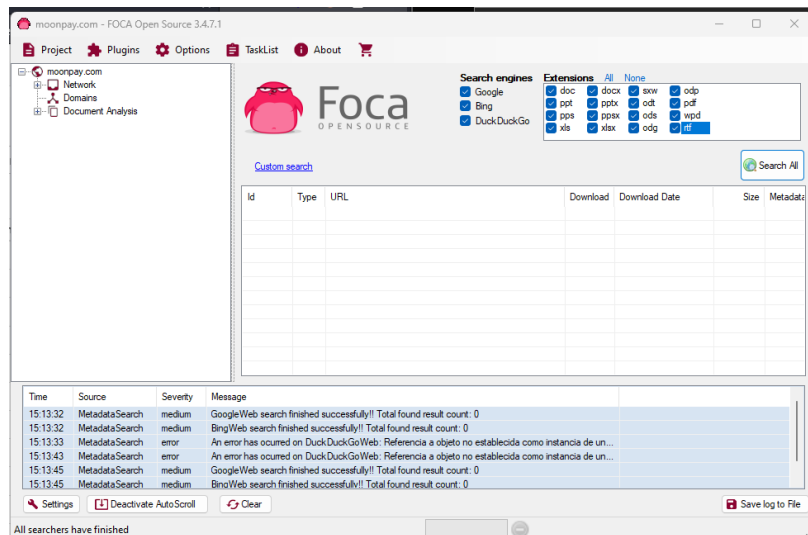 moonpay.com - FOCA Open Source 3.4.7.1
Project Plugins Options TaskList About
moonpay.com
Network
Domains
Document Analysis
Foca
OPENSOURCE
Search engines
Google
Bing
DuckDuckGo
Extensions All None
doc docx sxw odp
ppt pptx odt pdf
pps ppsx ods wpd
xls xlsx odg rtf
Custom search
Search All
Id Type URL Download Download Date Size Metadata
Time Source Severity Message
15:13:32 MetadataSearch medium GoogleWeb search finished successfully!! Total found result count: 0
15:13:32 MetadataSearch medium BingWeb search finished successfully!! Total found result count: 0
15:13:33 MetadataSearch error An error has ocurred on DuckDuckGoWeb: Referencia a objeto no establecida como instancia de un...
15:13:43 MetadataSearch error An error has ocurred on DuckDuckGoWeb: Referencia a objeto no establecida como instancia de un...
15:13:45 MetadataSearch medium GoogleWeb search finished successfully!! Total found result count: 0
15:13:45 MetadataSearch medium BingWeb search finished successfully!! Total found result count: 0
Settings Deactivate AutoScroll Clear Save log to File
All searchers have finished